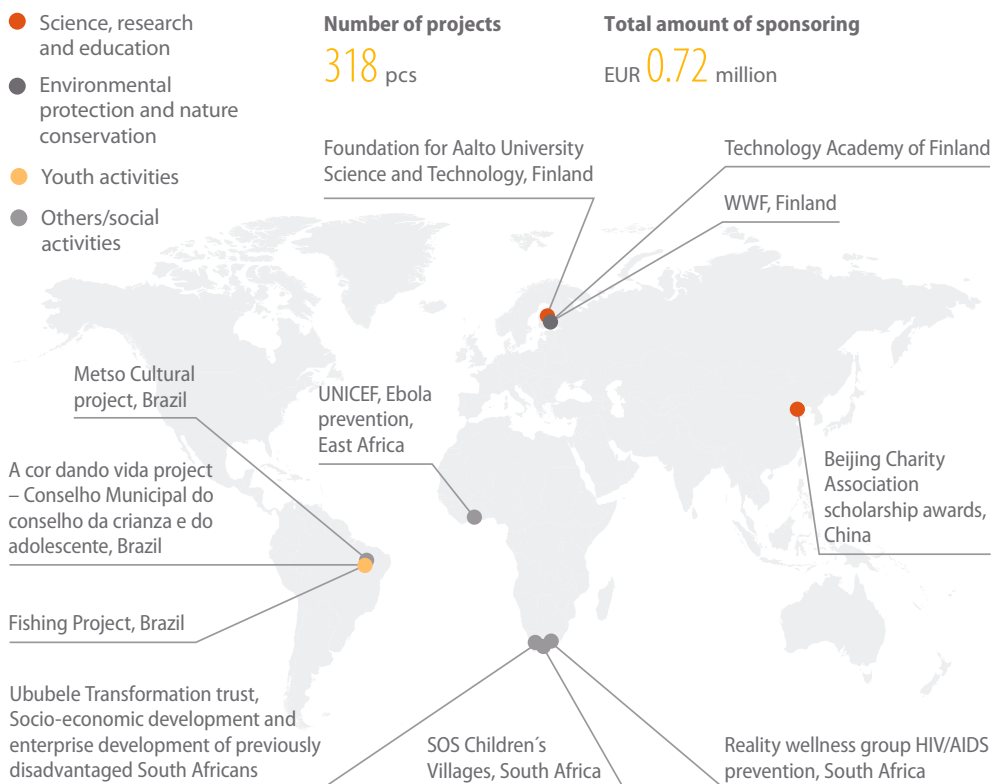 Science, research
and education
Environmental
protection and nature
conservation
Youth activities
Others/social
activities
Number of projects
318 pcs
Total amount of sponsoring
EUR 0.72 million
Foundation for Aalto University
Science and Technology, Finland
Technology Academy of Finland
WWF, Finland
Metso Cultural
project, Brazil
UNICEF, Ebola
prevention,
East Africa
A cor dando vida project
– Conselho Municipal do
conselho da crianza e do
adolescente, Brazil
Beijing Charity
Association
scholarship awards,
China
Fishing Project, Brazil
Ububele Transformation trust,
Socio-economic development and
enterprise development of previously
disadvantaged South Africans
SOS Children´s
Villages, South Africa
Reality wellness group HIV/AIDS
prevention, South Africa